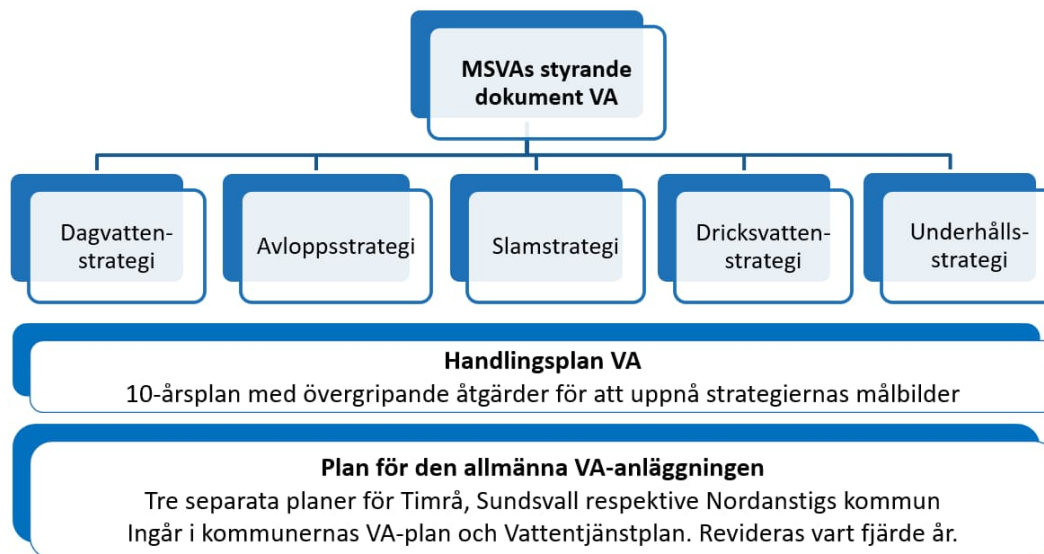 MSVAs styrande
dokument VA
Dagvatten-
strategi
Avloppsstrategi
Slamstrategi
Dricksvatten-
strategi
Underhålls-
strategi
Handlingsplan VA
10-årsplan med övergripande åtgärder för att uppnå strategiernas målbilder
Plan för den allmänna VA-anläggningen
Tre separata planer för Timrå, Sundsvall respektive Nordanstigs kommun
Ingår i kommunernas VA-plan och Vattentjänstplan. Revideras vart fjärde år.